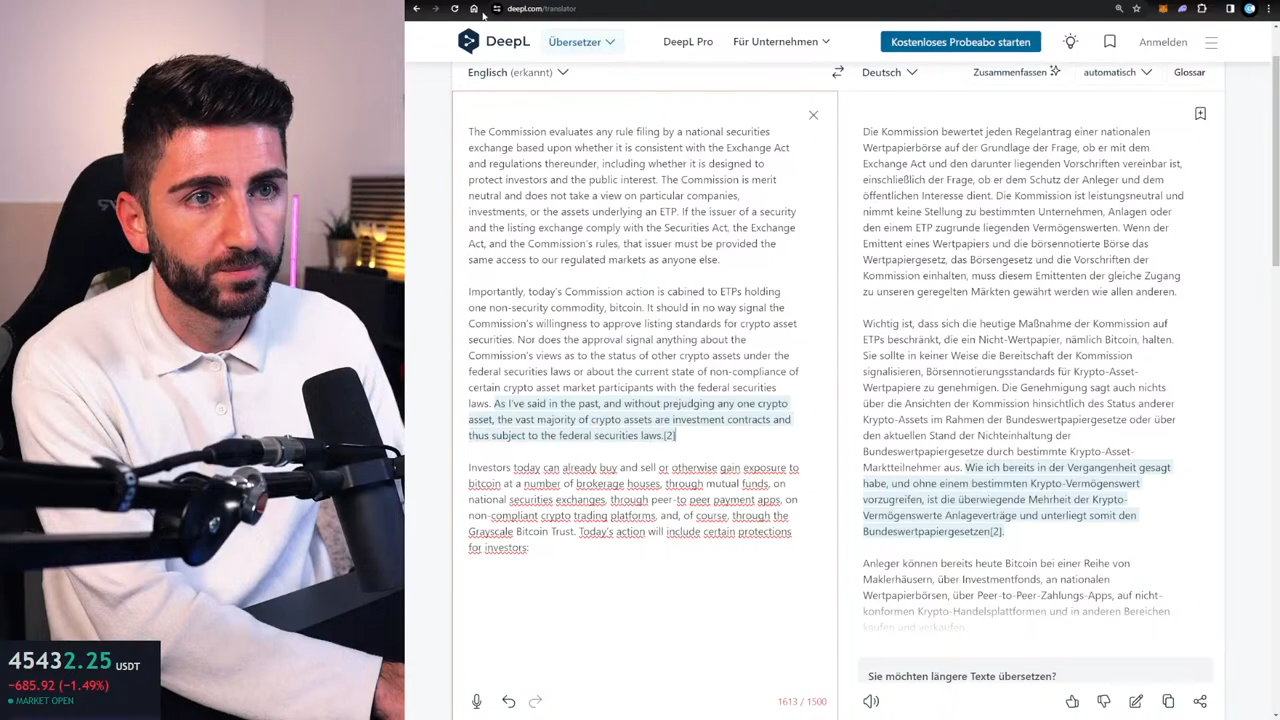 deepl.com/translator
DeepL
Übersetzer
DeepL Pro
Für Unternehmen
Kostenloses Probeabo starten
Anmelden
Englisch (erkannt)
Deutsch
Zusammenfassen
automatisch
Glossar
The Commission evaluates any rule filing by a national securities
exchange based upon whether it is consistent with the Exchange Act
and regulations thereunder, including whether it is designed to
protect investors and the public interest. The Commission is merit
neutral and does not take a view on particular companies,
investments, or the assets underlying an ETP. If the issuer of a security
and the listing exchange comply with the Securities Act, the Exchange
Act, and the Commission's rules, that issuer must be provided the
same access to our regulated markets as anyone else.
Importantly, today's Commission action is cabined to ETPs holding
one non-security commodity, bitcoin. It should in no way signal the
Commission's willingness to approve listing standards for crypto asset
securities. Nor does the approval signal anything about the
Commission's views as to the status of other crypto assets under the
federal securities laws or about the current state of non-compliance of
certain crypto asset market participants with the federal securities
laws. As I've said in the past, and without prejudging any one crypto
asset, the vast majority of crypto assets are investment contracts and
thus subject to the federal securities laws.[2]
Investors today can already buy and sell or otherwise gain exposure to
bitcoin at a number of brokerage houses, through mutual funds, on
national securities exchanges, through peer-to peer payment apps, on
non-compliant crypto trading platforms, and, of course, through the
Grayscale Bitcoin Trust. Today's action will include certain protections
for investors:
1613 / 1500
Die Kommission bewertet jeden Regelantrag einer nationalen
Wertpapierbörse auf der Grundlage der Frage, ob er mit dem
Exchange Act und den darunter liegenden Vorschriften vereinbar ist,
einschließlich der Frage, ob er dem Schutz der Anleger und dem
öffentlichen Interesse dient. Die Kommission ist leistungsneutral und
nimmt keine Stellung zu bestimmten Unternehmen, Anlagen oder
den einem ETP zugrunde liegenden Vermögenswerten. Wenn der
Emittent eines Wertpapiers und die börsennotierte Börse das
Wertpapiergesetz, das Börsengesetz und die Vorschriften der
Kommission einhalten, muss diesem Emittenten der gleiche Zugang
zu unseren geregelten Märkten gewährt werden wie allen anderen.
Wichtig ist, dass sich die heutige Maßnahme der Kommission auf
ETPs beschränkt, die ein Nicht-Wertpapier, nämlich Bitcoin, halten.
Sie sollte in keiner Weise die Bereitschaft der Kommission
signalisieren, Börsennotierungsstandards für Krypto-Asset-
Wertpapiere zu genehmigen. Die Genehmigung sagt auch nichts
über die Ansichten der Kommission hinsichtlich des Status anderer
Krypto-Assets im Rahmen der Bundeswertpapiergesetze oder über
den aktuellen Stand der Nichteinhaltung der
Bundeswertpapiergesetze durch bestimmte Krypto-Asset-
Marktteilnehmer aus. Wie ich bereits in der Vergangenheit gesagt
habe, und ohne einem bestimmten Krypto-Vermögenswert
vorzugreifen, ist die überwiegende Mehrheit der Krypto-
Vermögenswerte Anlageverträge und unterliegt somit den
Bundeswertpapiergesetzen[2].
Anleger können bereits heute Bitcoin bei einer Reihe von
Maklerhäusern, über Investmentfonds, an nationalen
Wertpapierbörsen, über Peer-to-Peer-Zahlungs-Apps, auf nicht-
konformen Krypto-Handelsplattformen und in anderen Bereichen
kaufen und verkaufen.
Sie möchten längere Texte übersetzen?
45432.25 USDT
−685.92 (−1.49%)
MARKET OPEN